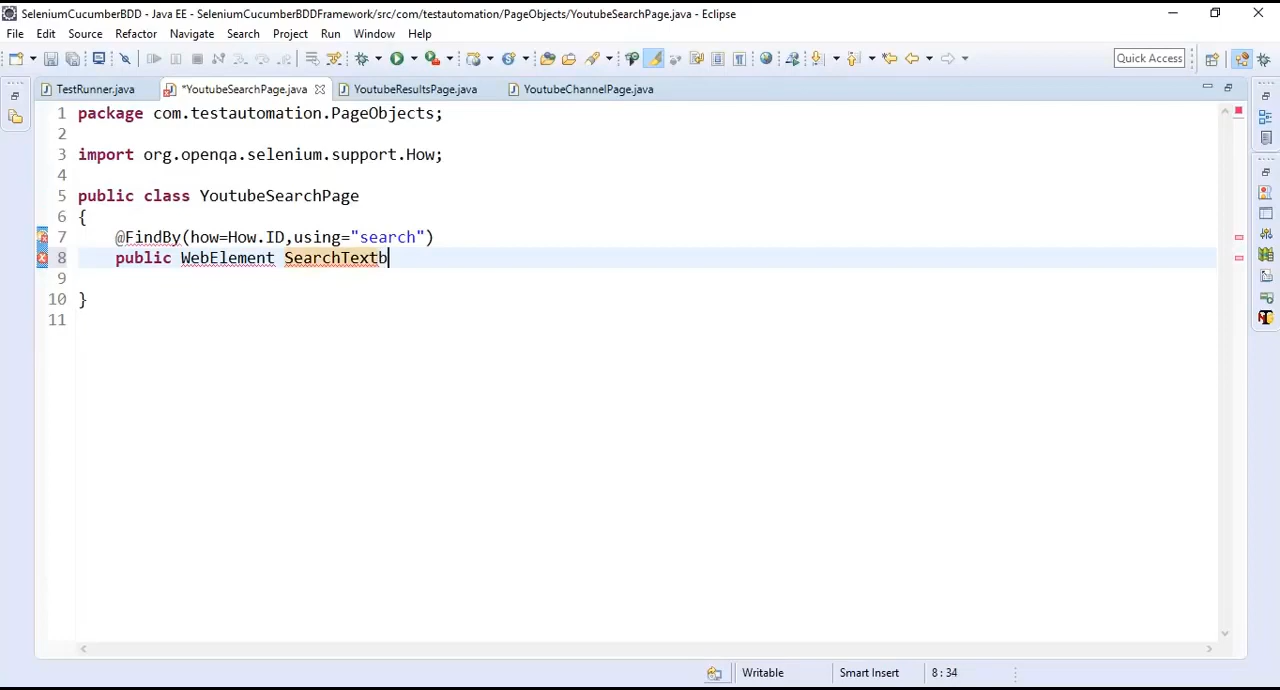 SeleniumCucumberBDD - Java EE - SeleniumCucumberBDDFramework/src/com/testautomation/PageObjects/YoutubeSearchPage.java - Eclipse
File Edit Source Refactor Navigate Search Project Run Window Help
Quick Access
TestRunner.java *YoutubeSearchPage.java YoutubeResultsPage.java YoutubeChannelPage.java
1 package com.testautomation.PageObjects;
2
3 import org.openqa.selenium.support.How;
4
5 public class YoutubeSearchPage
6 {
7 @FindBy(how=How.ID,using="search")
8 public WebElement SearchTextb
9
10 }
11
Writable Smart Insert 8:34